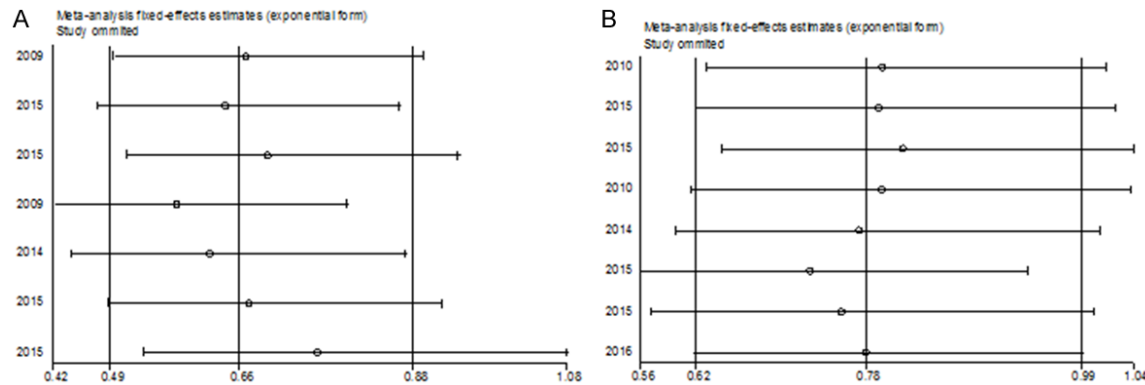 A
Meta-analysis fixed-effects estimates (exponential form)
Study ommited
2009
2015
2015
2009
2014
2015
2015
0.42 0.49 0.66 0.88 1.08
B
Meta-analysis fixed-effects estimates (exponential form)
Study ommited
2010
2015
2015
2010
2014
2015
2015
2016
0.56 0.62 0.78 0.99 1.04